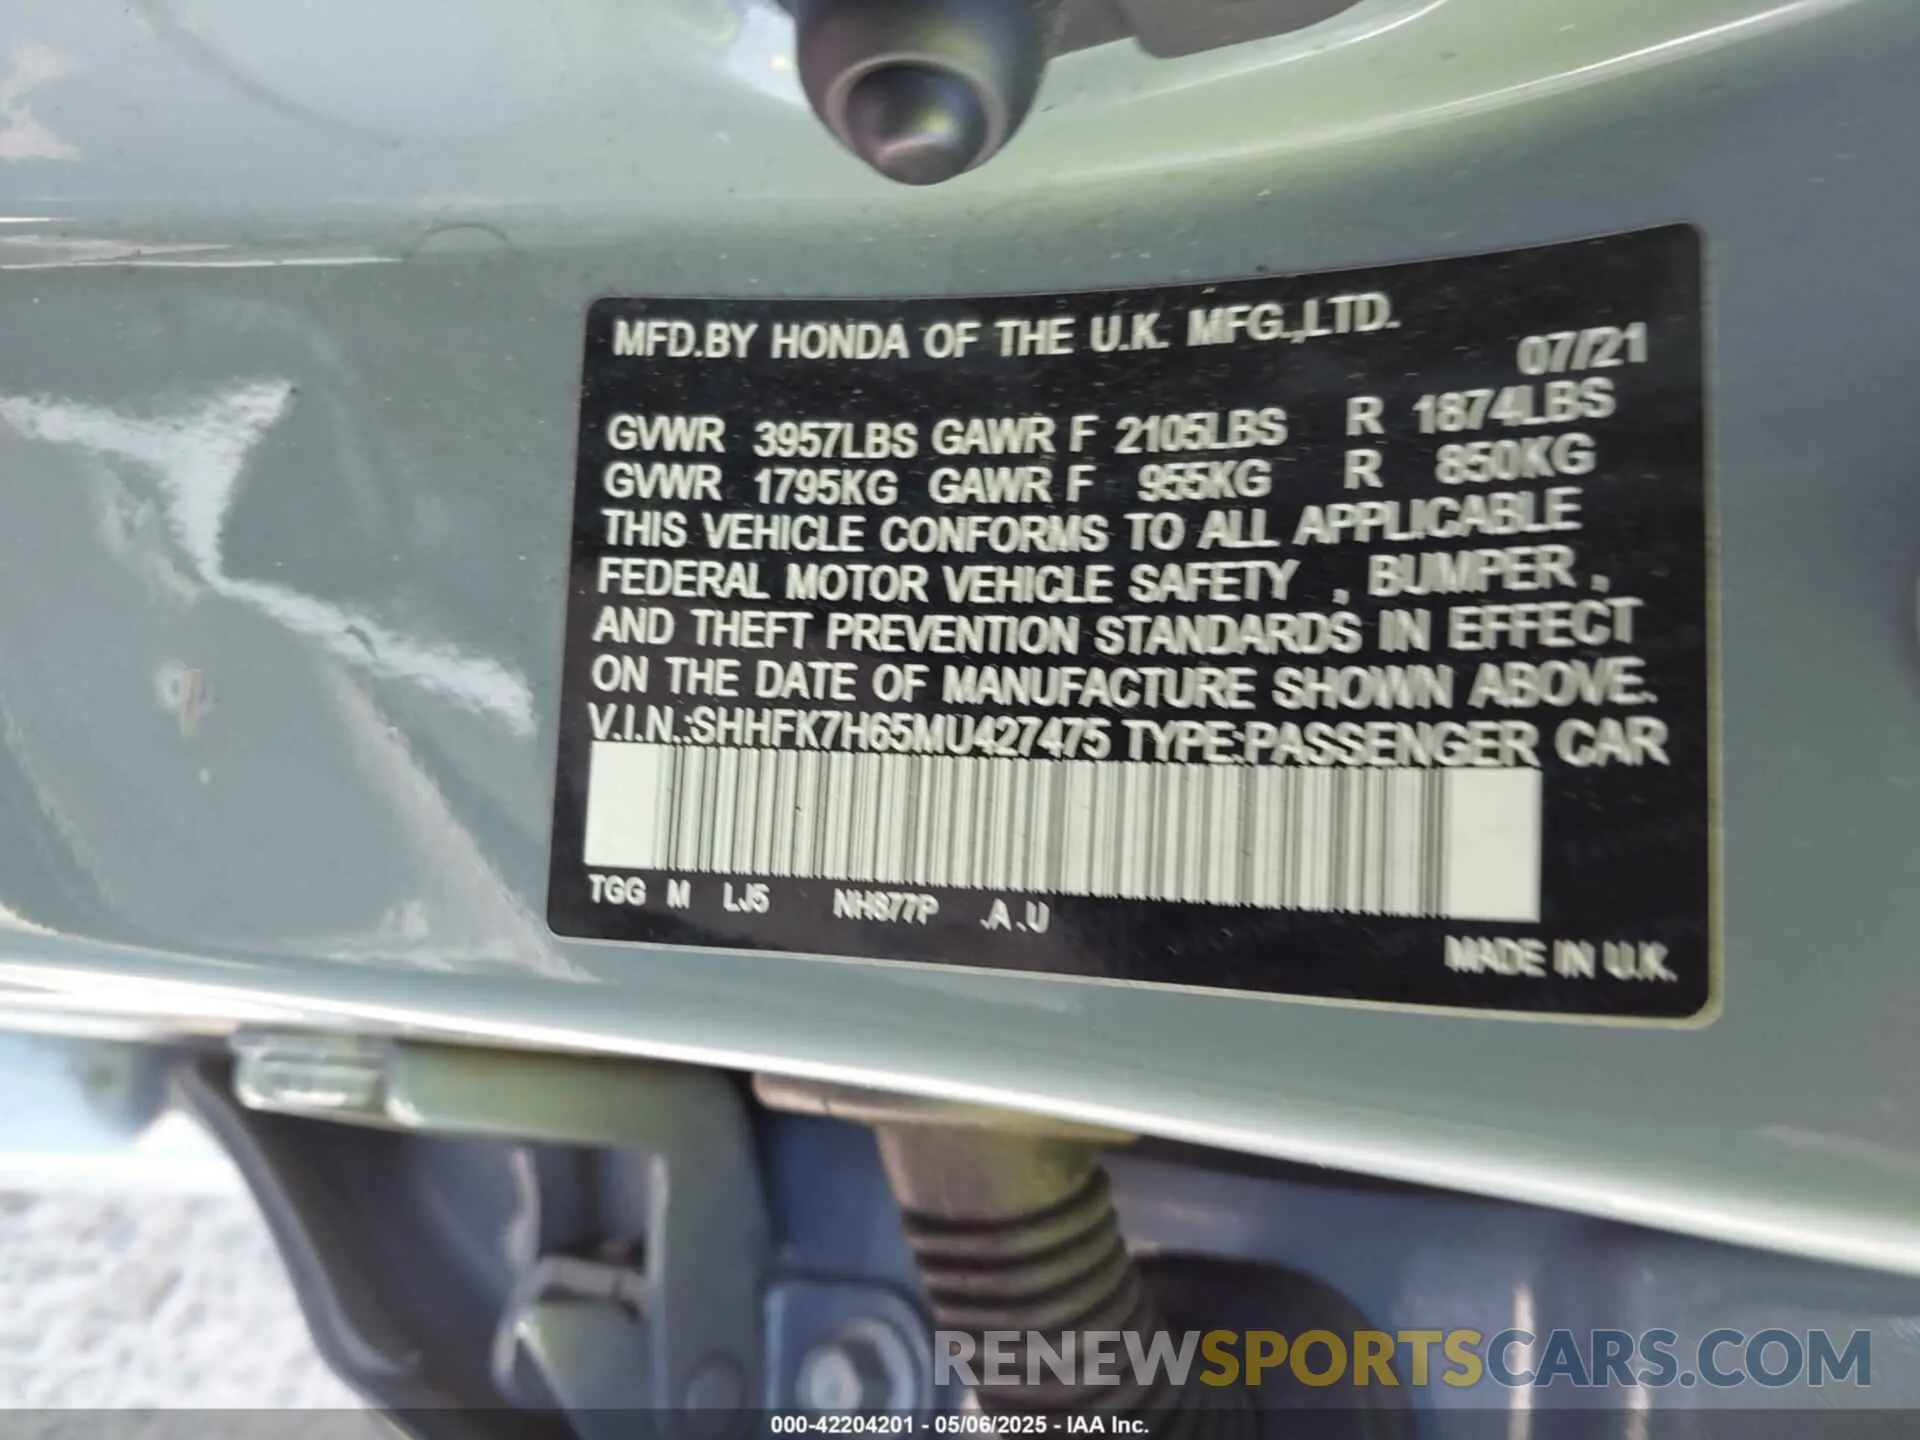 MFD.BY HONDA OF THE U.K. MFG.,LTD.
07/21
GVWR 3957LBS GAWR F 2105LBS R 1874LBS
GVWR 1795KG GAWR F 955KG R 850KG
THIS VEHICLE CONFORMS TO ALL APPLICABLE
FEDERAL MOTOR VEHICLE SAFETY , BUMPER ,
AND THEFT PREVENTION STANDARDS IN EFFECT
ON THE DATE OF MANUFACTURE SHOWN ABOVE.
V.I.N.:SHHFK7H65MU427475 TYPE:PASSENGER CAR
TGG M LJ5 NH877P .A .U
MADE IN U.K.
RENEWSPORTSCARS.COM
000-42204201 - 05/06/2025 - IAA Inc.